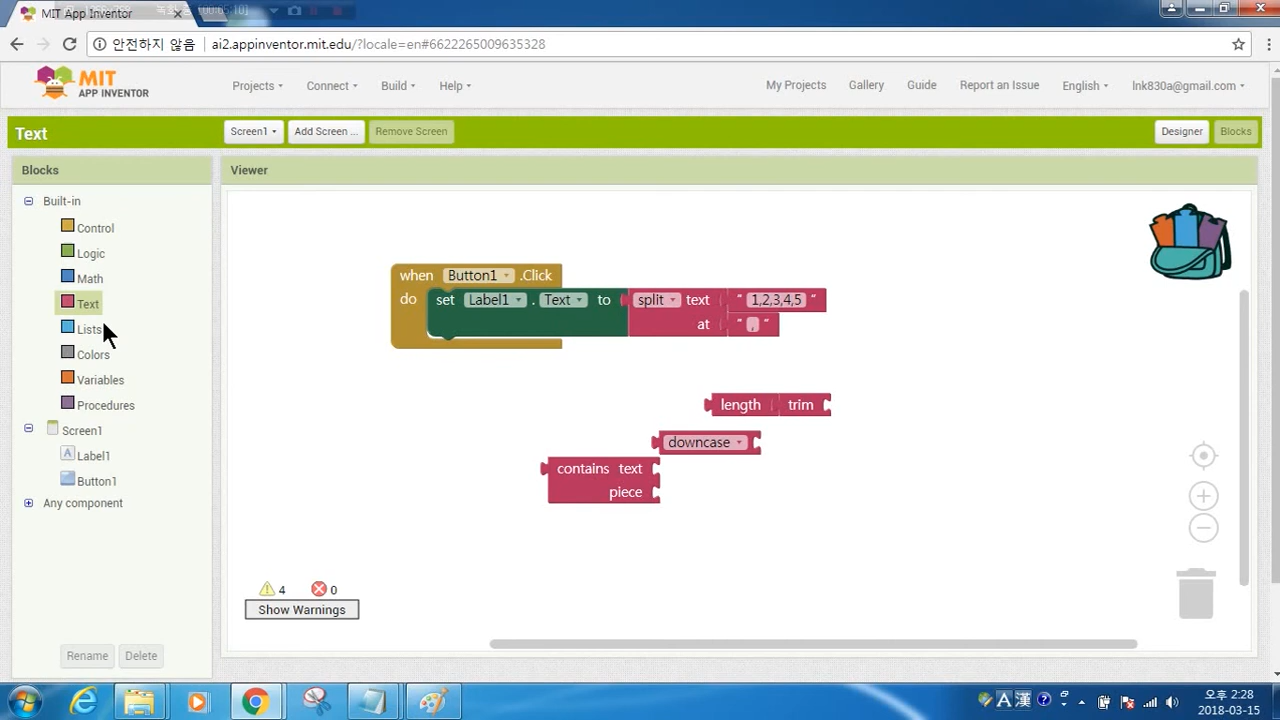 MIT App Inventor
안전하지 않음 ai2.appinventor.mit.edu/?locale=en#6622265009635328
MIT
APP INVENTOR
Projects Connect Build Help My Projects Gallery Guide Report an Issue English lnk830a@gmail.com
Text Screen1 Add Screen ... Remove Screen Designer Blocks
Blocks Viewer
Built-in
Control
Logic
Math
Text
Lists
Colors
Variables
Procedures
Screen1
Label1
Button1
Any component
Rename Delete
when Button1 .Click
do set Label1 . Text to split text " 1,2,3,4,5 "
at " , "
length trim
downcase
contains text
piece
4 0
Show Warnings
A 漢 ? 오후 2:28
2018-03-15